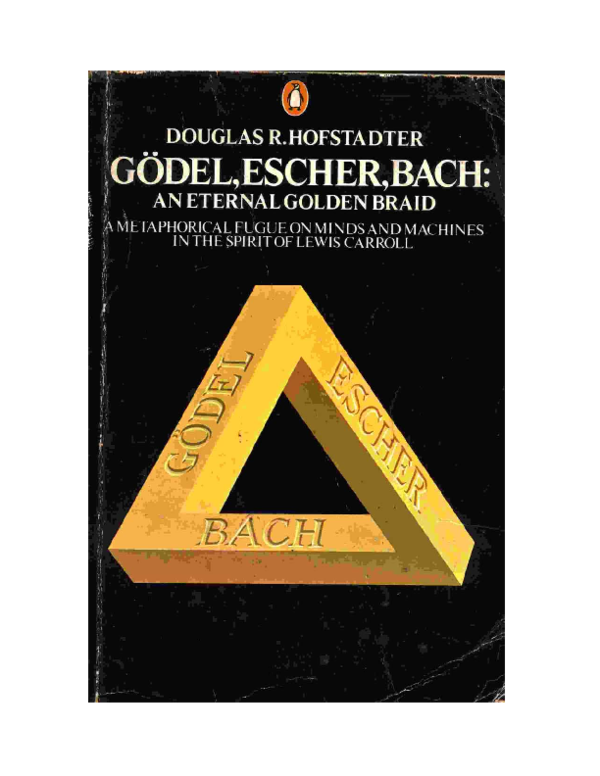 DOUGLAS R. HOFSTADTER
GÖDEL, ESCHER, BACH:
AN ETERNAL GOLDEN BRAID
A METAPHORICAL FUGUE ON MINDS AND MACHINES
IN THE SPIRIT OF LEWIS CARROLL
GÖDEL
ESCHER
BACH